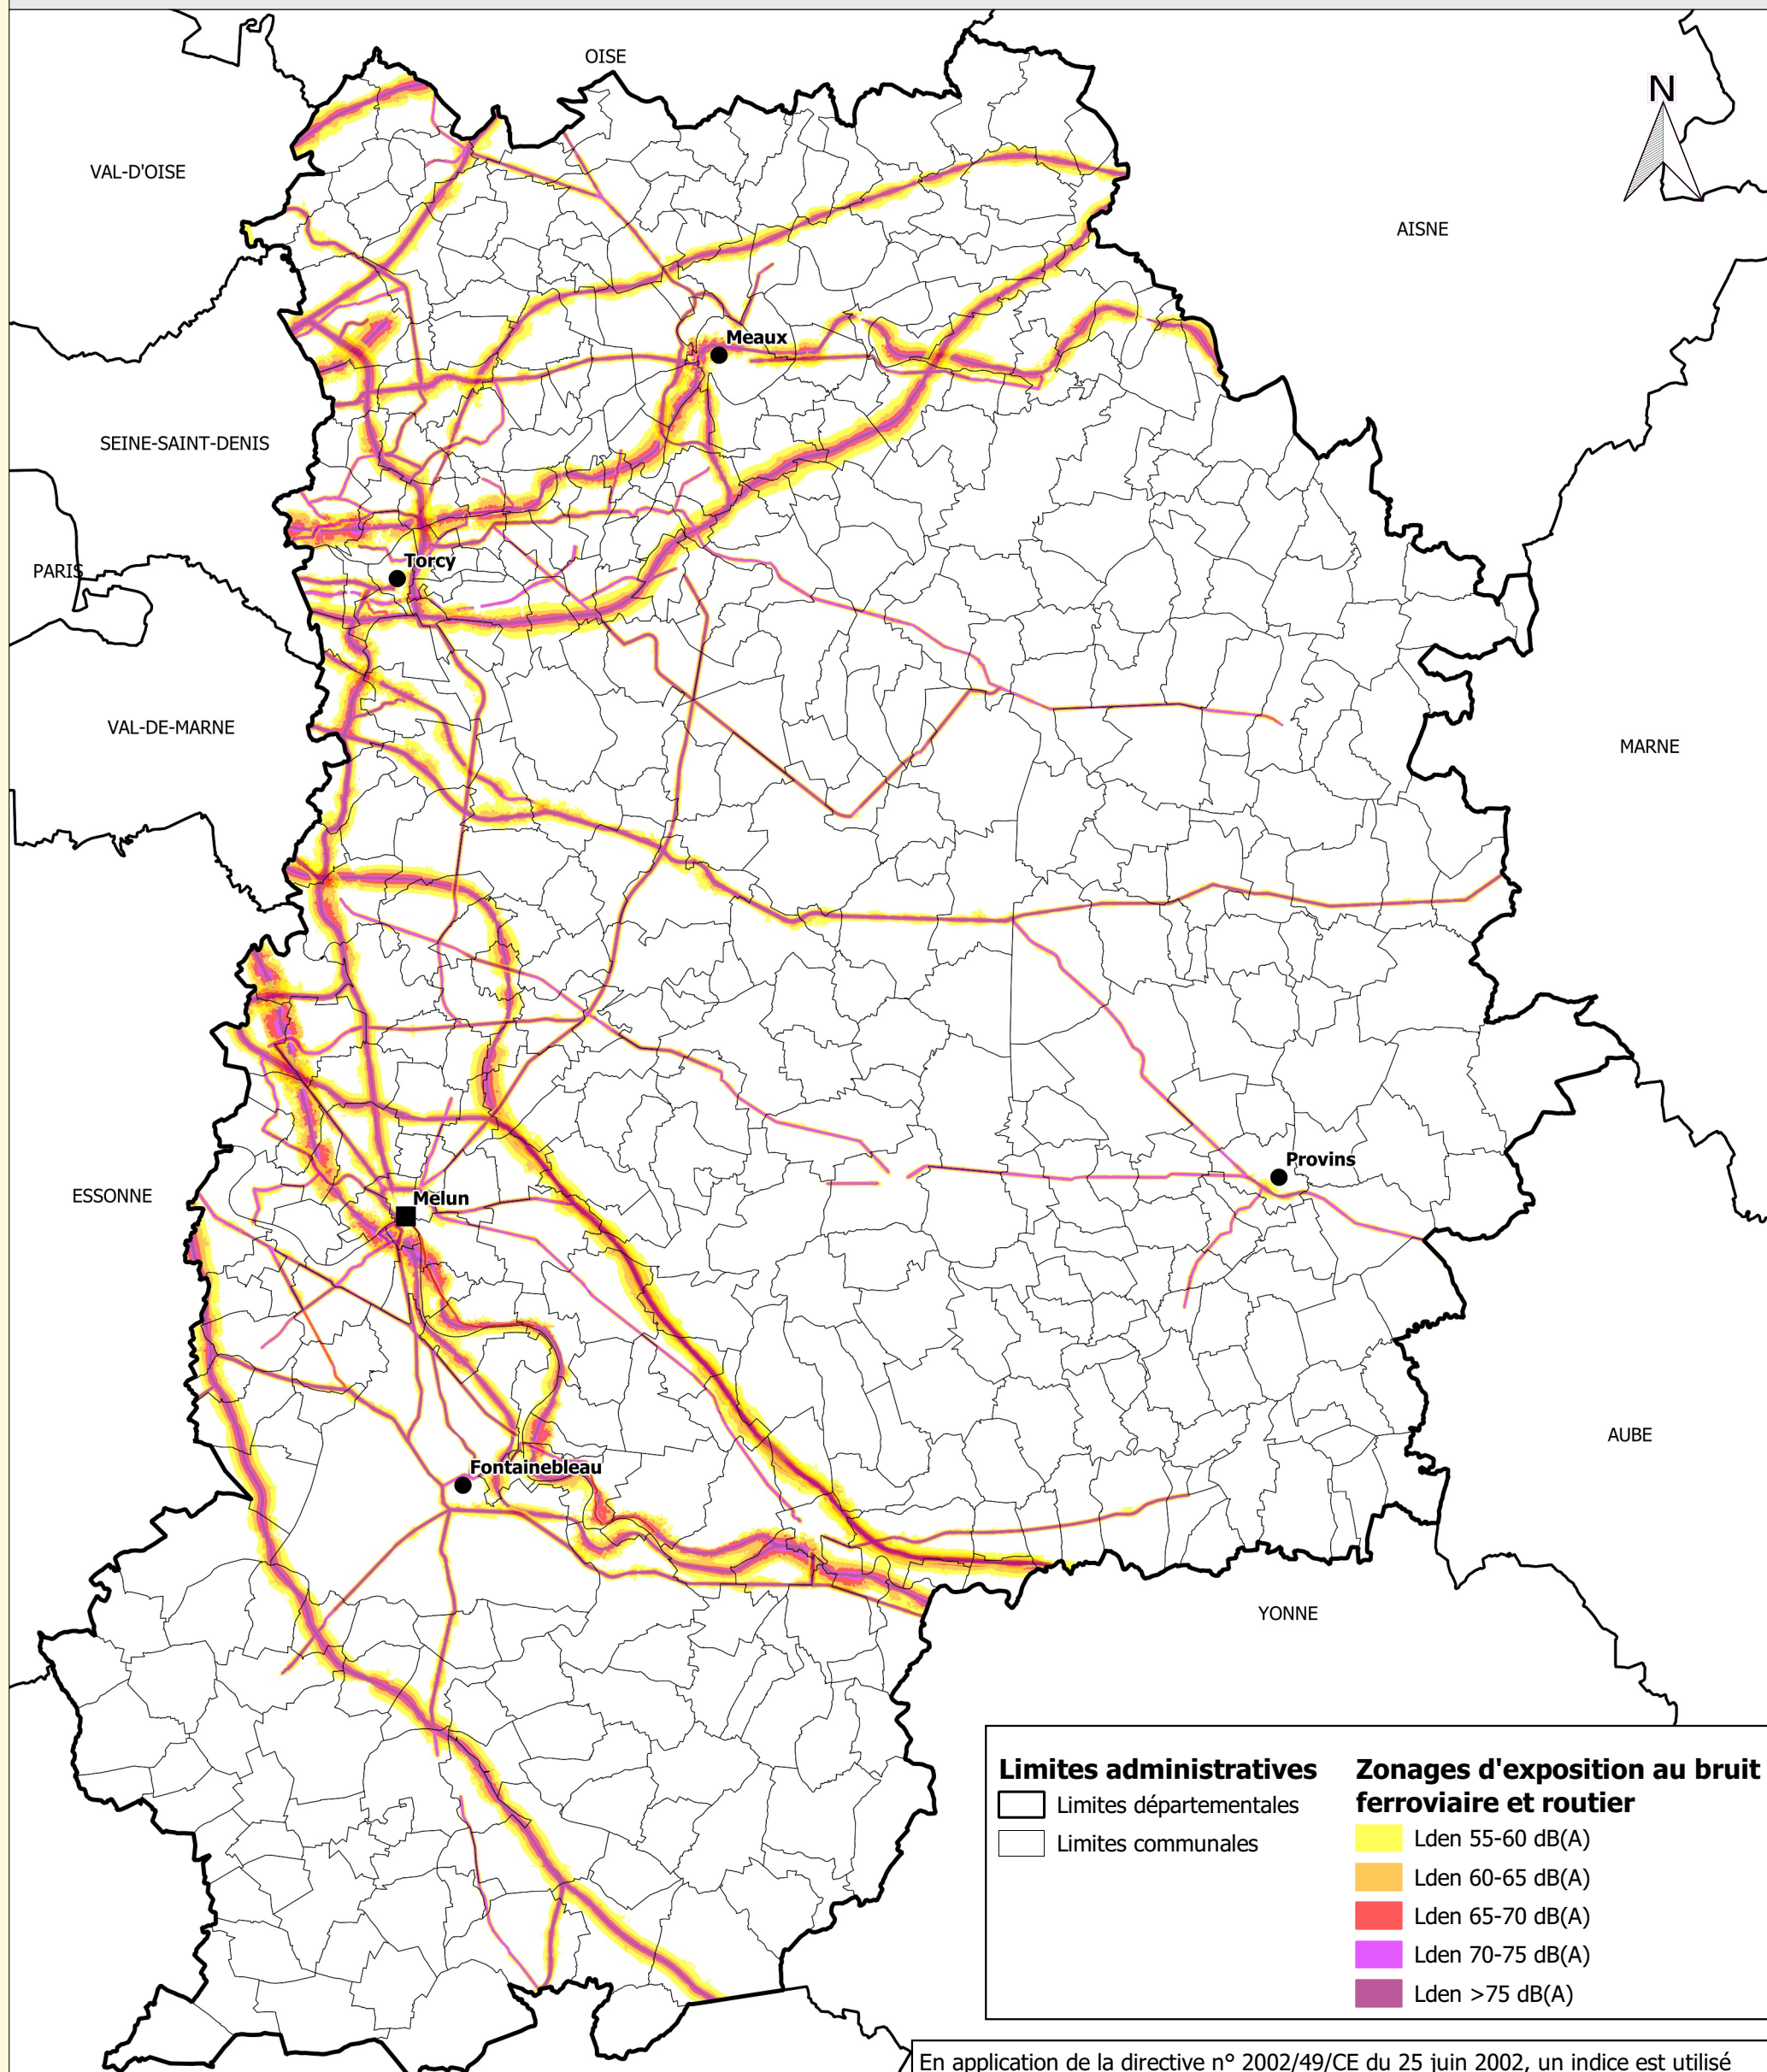 OISE
N
VAL-D'OISE
AISNE
Meaux
SEINE-SAINT-DENIS
Torcy
PARIS
VAL-DE-MARNE
MARNE
Provins
ESSONNE
Melun
AUBE
Fontainebleau
YONNE
Limites administratives
Limites départementales
Limites communales
Zonages d'exposition au bruit
ferroviaire et routier
Lden 55-60 dB(A)
Lden 60-65 dB(A)
Lden 65-70 dB(A)
Lden 70-75 dB(A)
Lden >75 dB(A)
En application de la directive n° 2002/49/CE du 25 juin 2002, un indice est utilisé